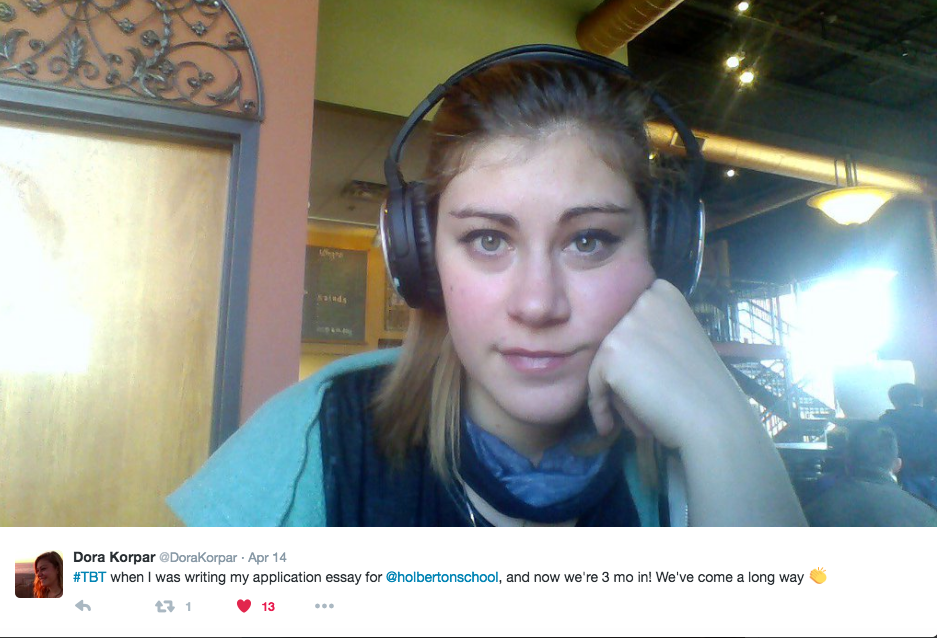 salads
Dora Korpar @DoraKorpar · Apr 14
#TBT when I was writing my application essay for @holbertonschool, and now we're 3 mo in! We've come a long way 👏
1
13